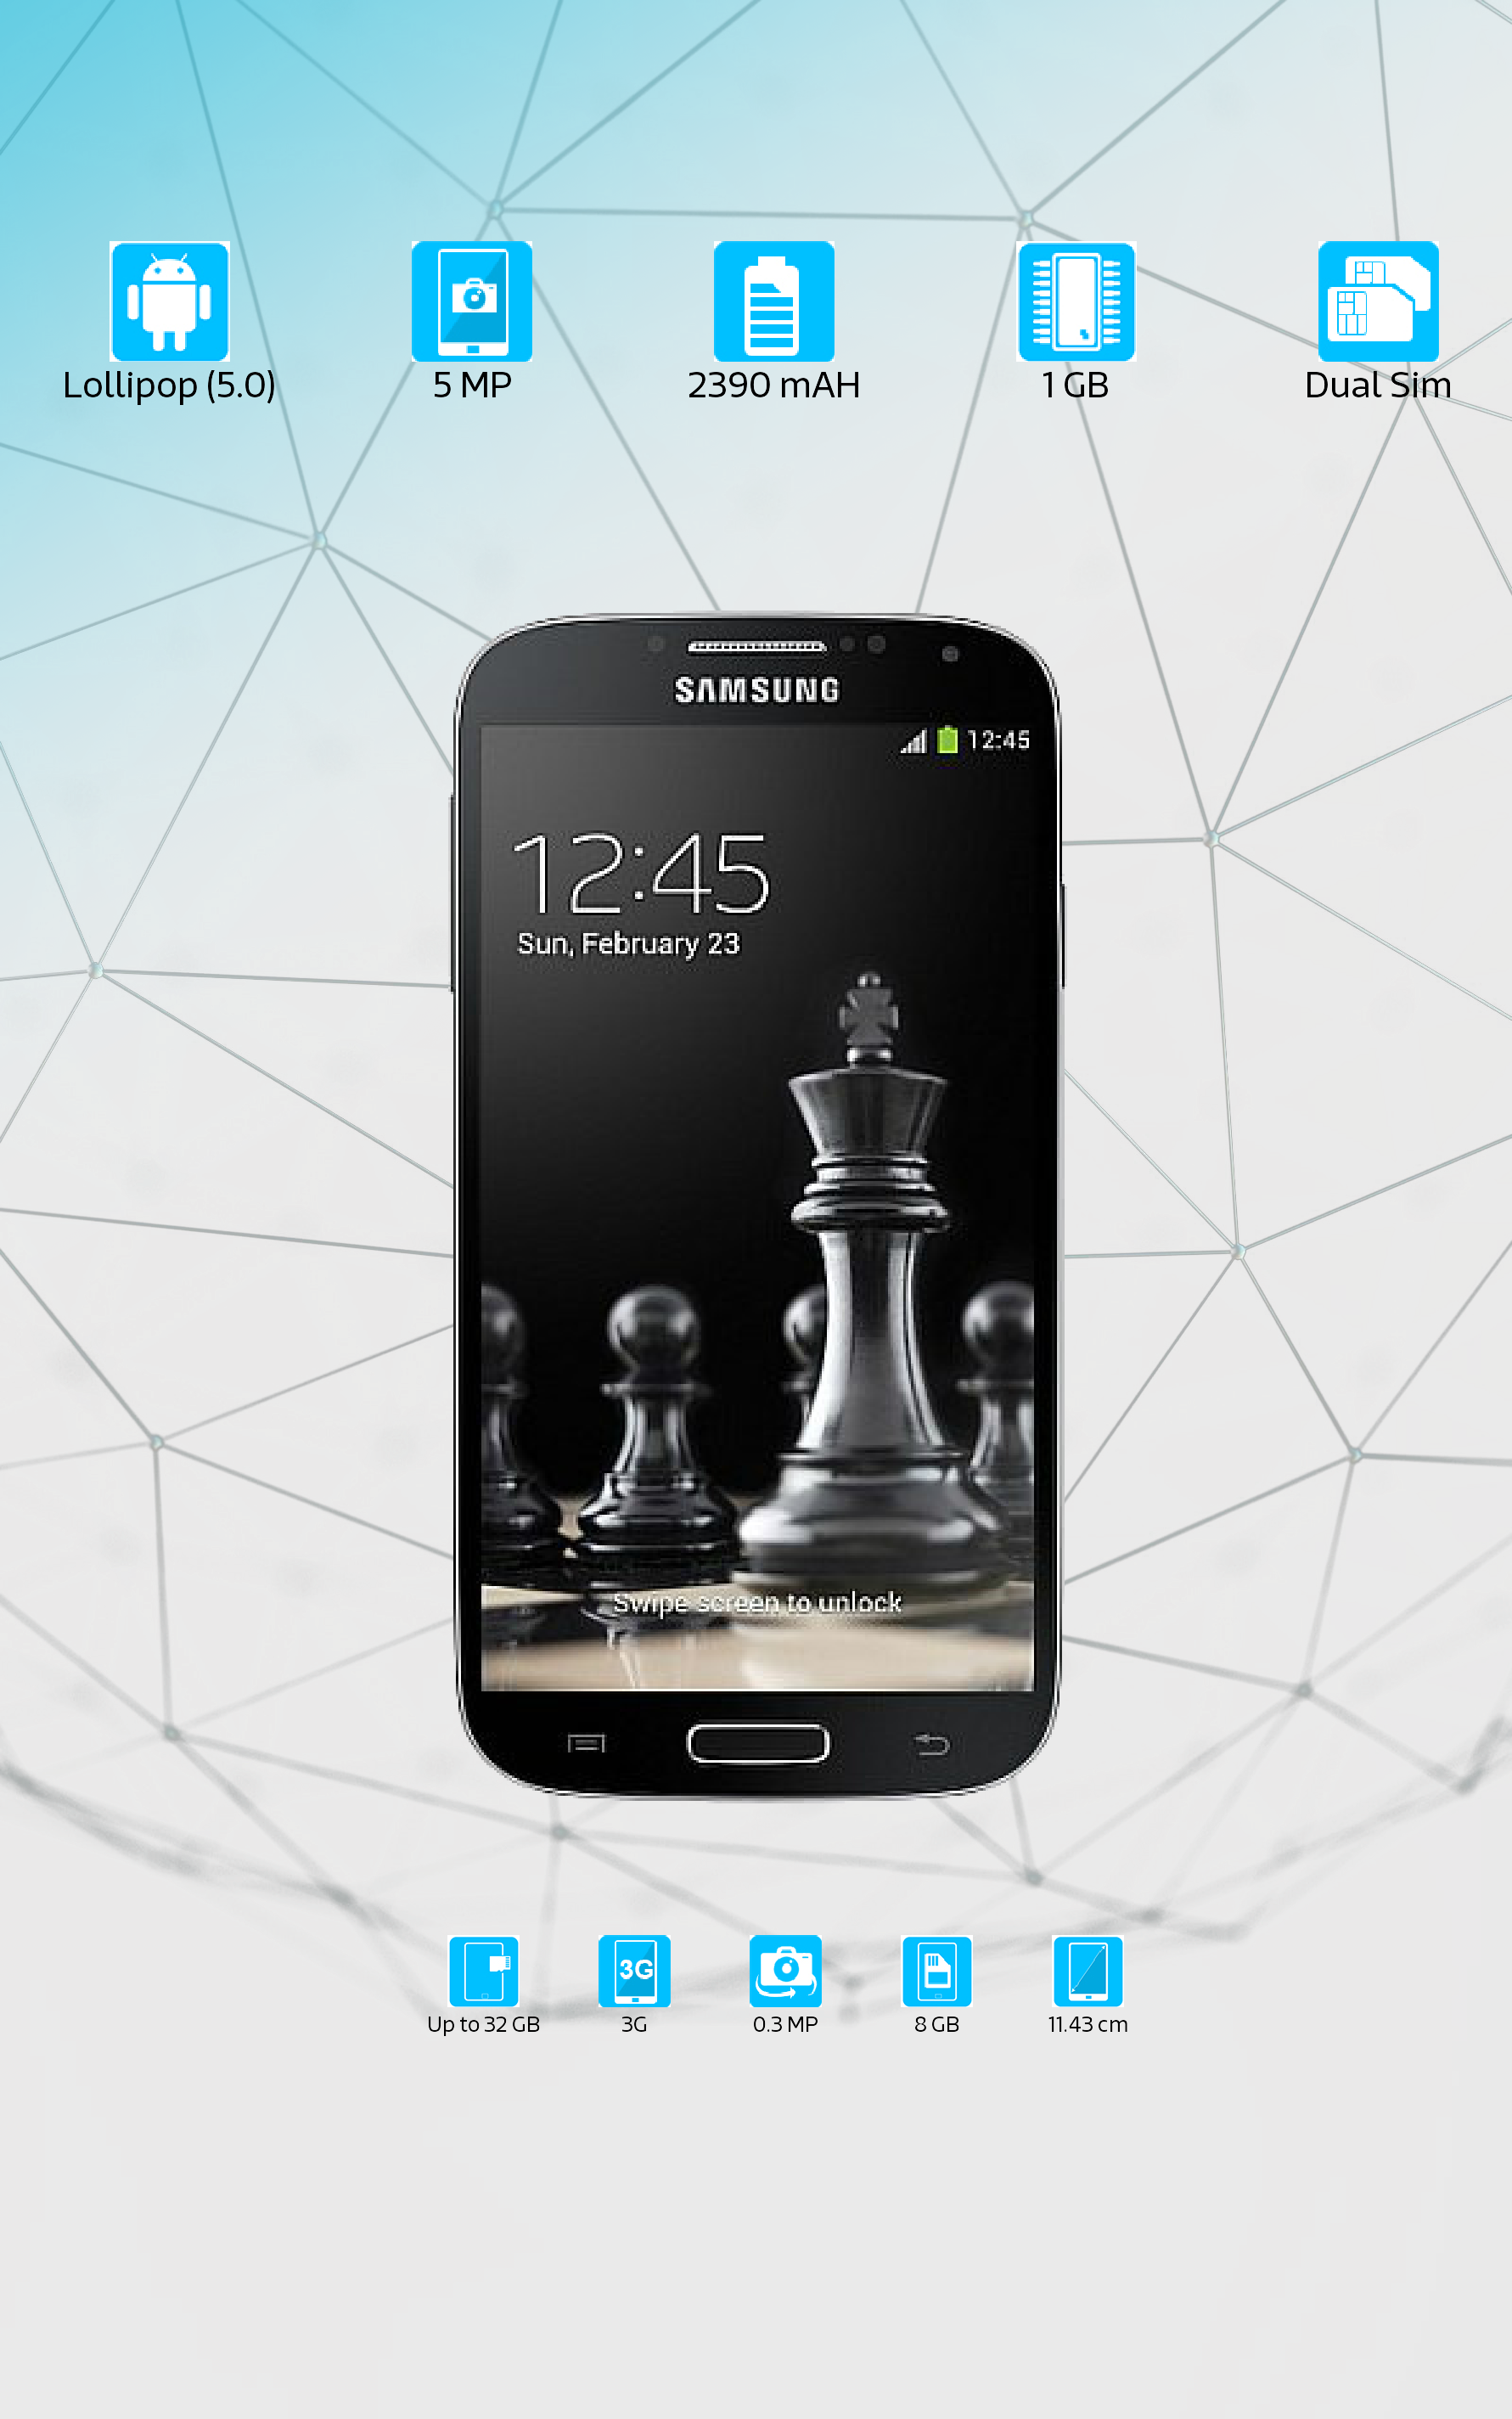 Lollipop (5.0)
5 MP
2390 mAH
1 GB
Dual Sim
SAMSUNG
12:45
12:45
Sun, February 23
Swipe screen to unlock
3G
Up to 32 GB
3G
0.3 MP
8 GB
11.43 cm